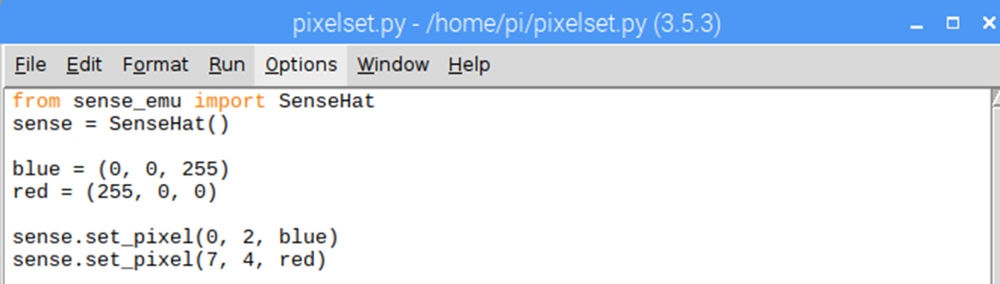 pixelset.py - /home/pi/pixelset.py (3.5.3)
File Edit Format Run Options Window Help
from sense_emu import SenseHat
sense = SenseHat()
blue = (0, 0, 255)
red = (255, 0, 0)
sense.set_pixel(0, 2, blue)
sense.set_pixel(7, 4, red)